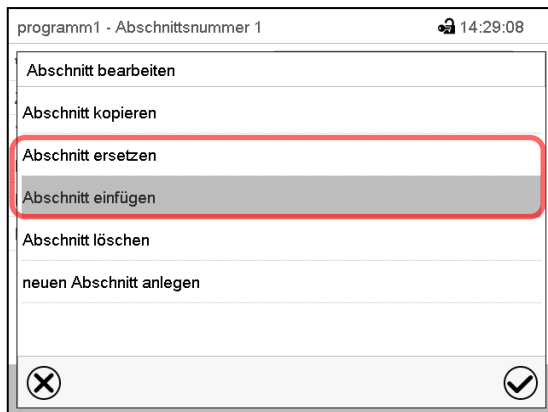 programm1 - Abschnittsnummer 1 14:29:08
Abschnitt bearbeiten
Abschnitt kopieren
Abschnitt ersetzen
Abschnitt einfügen
Abschnitt löschen
neuen Abschnitt anlegen